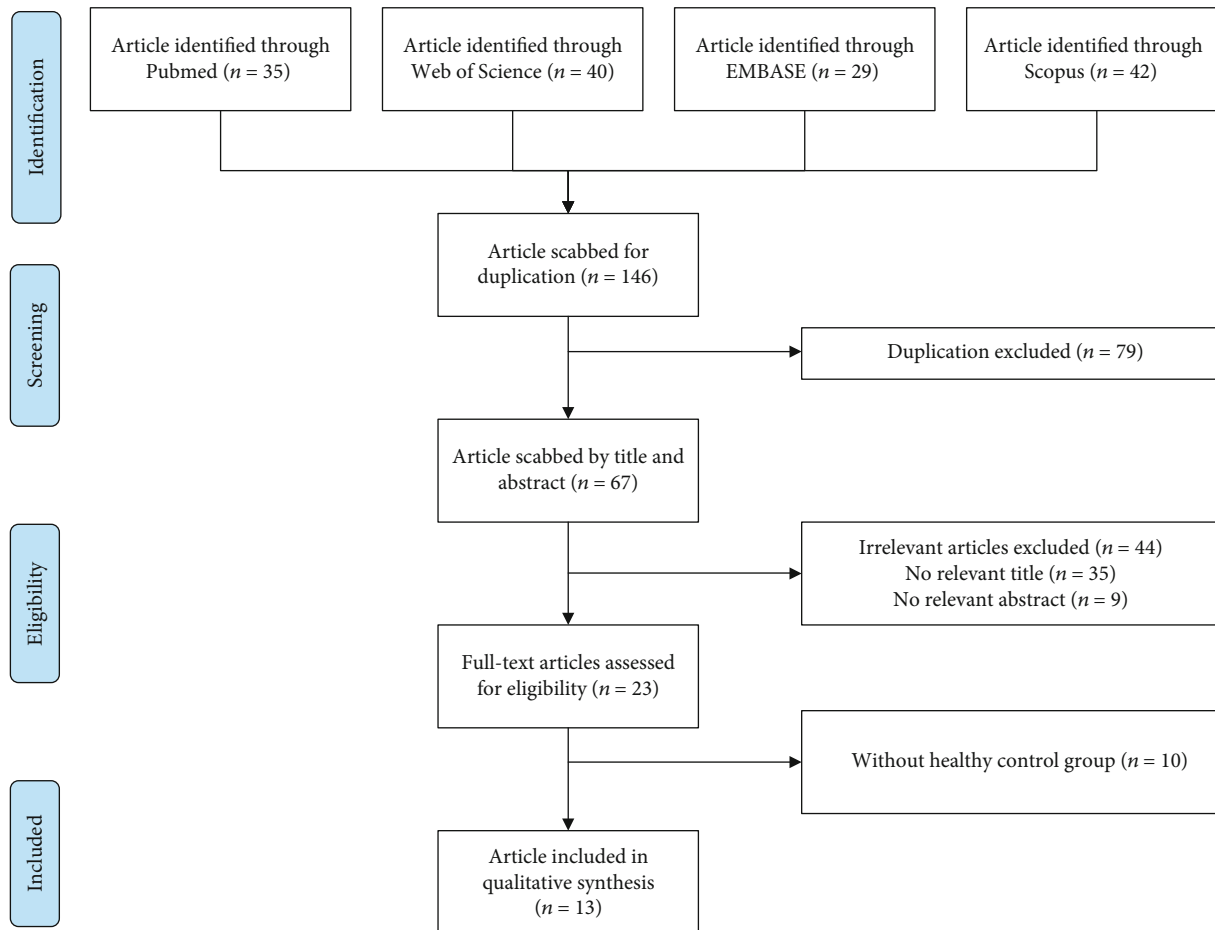 Identification
Article identified through
Pubmed (n = 35)
Article identified through
Web of Science (n = 40)
Article identified through
EMBASE (n = 29)
Article identified through
Scopus (n = 42)
Article scabbed for
duplication (n = 146)
Screening
Duplication excluded (n = 79)
Article scabbed by title and
abstract (n = 67)
Eligibility
Irrelevant articles excluded (n = 44)
No relevant title (n = 35)
No relevant abstract (n = 9)
Full-text articles assessed
for eligibility (n = 23)
Without healthy control group (n = 10)
Included
Article included in
qualitative synthesis
(n = 13)